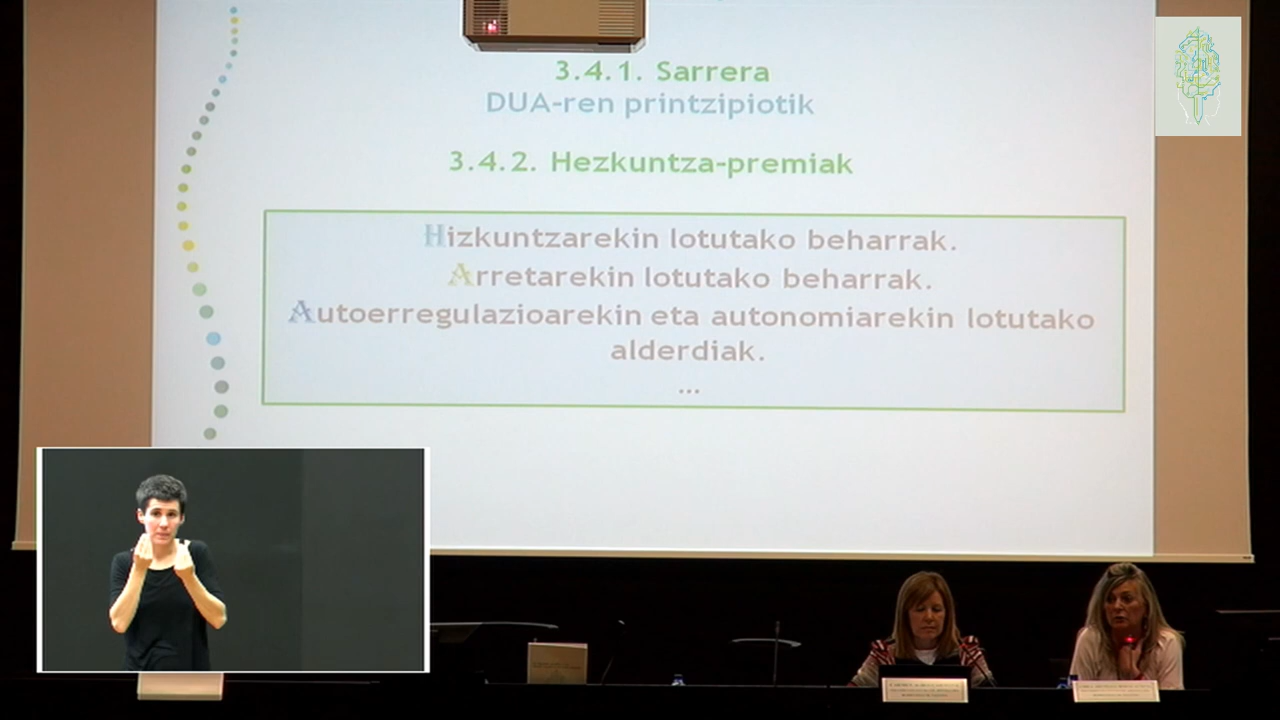 3.4.1. Sarrera
DUA-ren printzipiotik
3.4.2. Hezkuntza-premiak
Hizkuntzarekin lotutako beharrak.
Arretarekin lotutako beharrak.
Autoerregulazioarekin eta autonomiarekin lotutako
alderdiak.
...